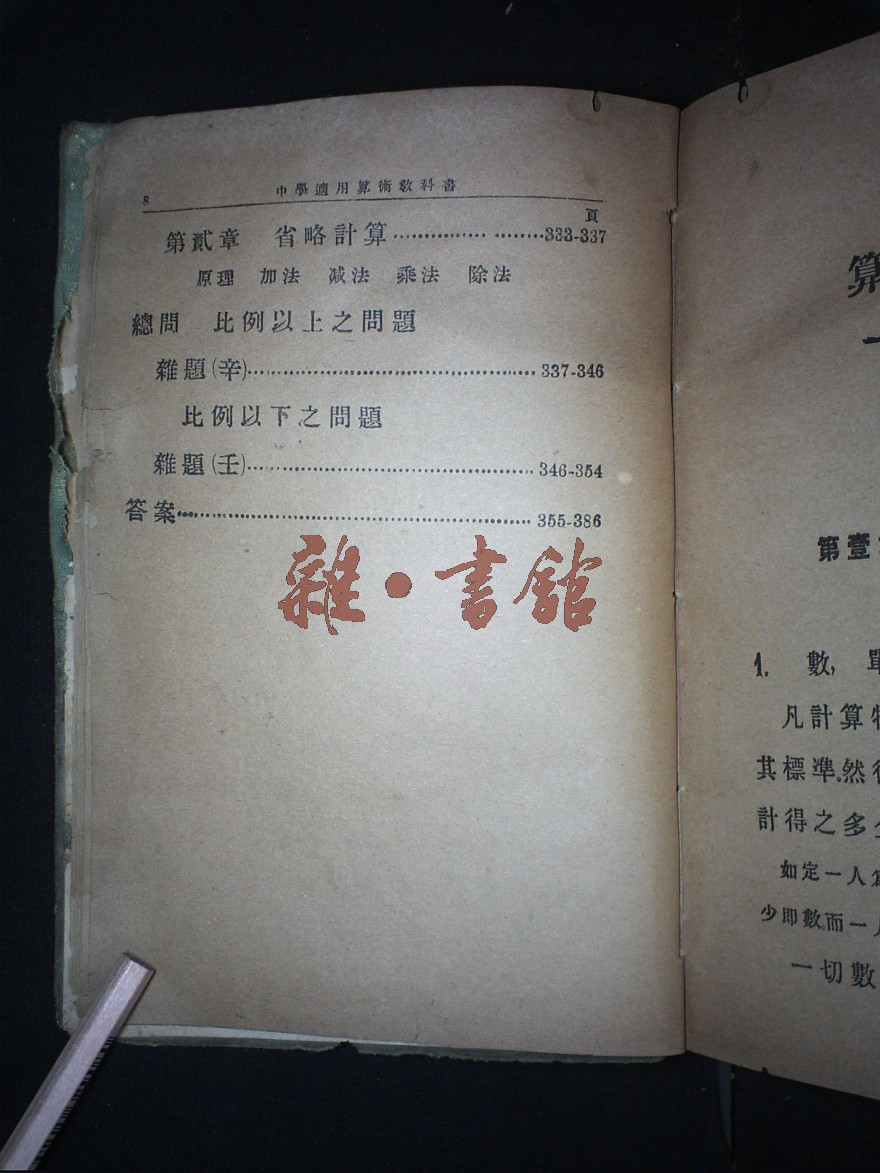 8
中學適用算術敎科書
頁
第貳章 省略計算……………… ………333-337
原理 加法 减法 乘法 除法
總問 比例以上之問題
雜題(辛)……………………………………… 337-346
比例以下之問題
雜題(壬)……………………………………… 346-354
答案……………………………………………… 355-386
雜·書館
算
第壹
1. 數,
凡計算
其標準。然
計得之多
如定一人
少即數。而一
一切數